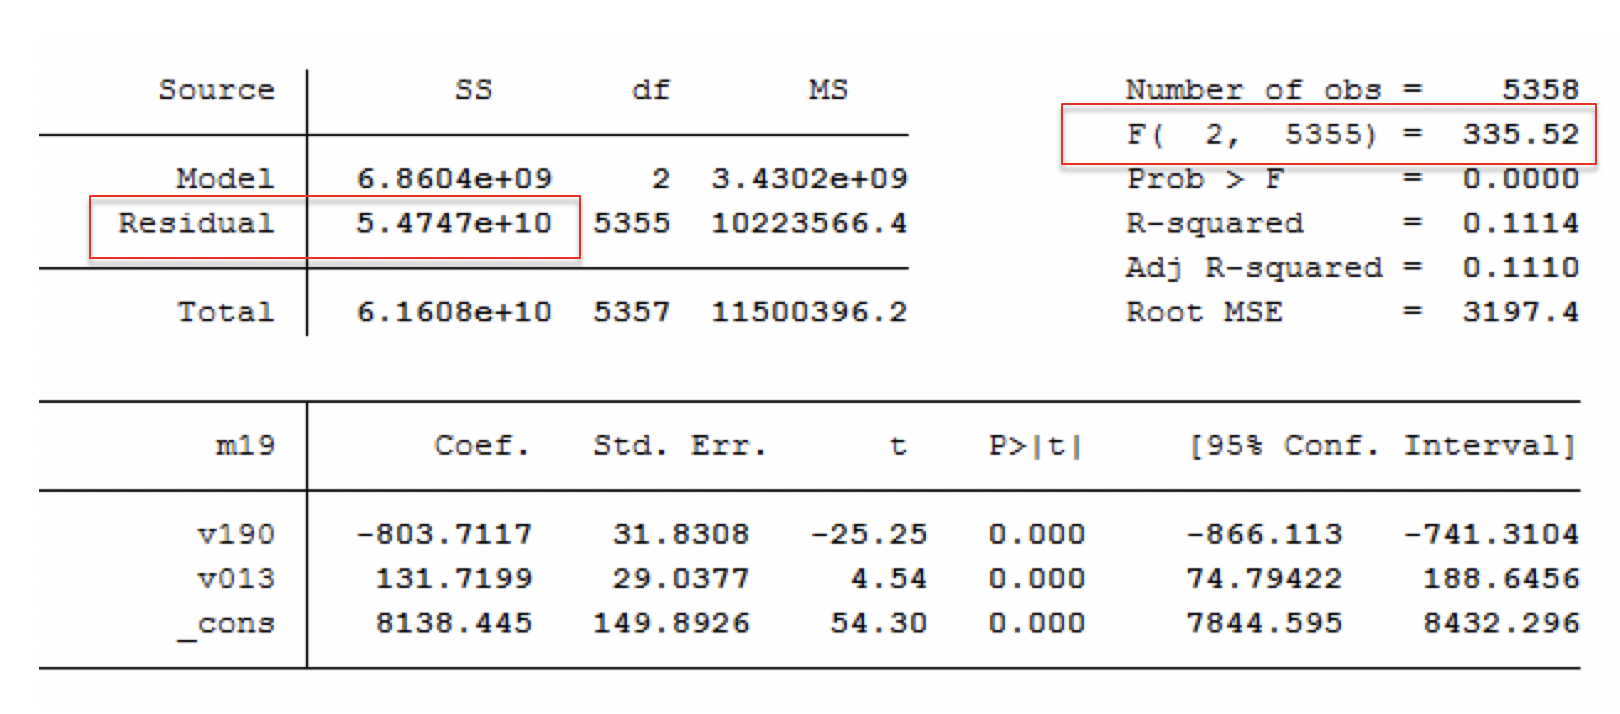 Source SS df MS Number of obs = 5358
F( 2, 5355) = 335.52
Model 6.8604e+09 2 3.4302e+09 Prob > F = 0.0000
Residual 5.4747e+10 5355 10223566.4 R-squared = 0.1114
Adj R-squared = 0.1110
Total 6.1608e+10 5357 11500396.2 Root MSE = 3197.4
m19 Coef. Std. Err. t P>|t| [95% Conf. Interval]
v190 -803.7117 31.8308 -25.25 0.000 -866.113 -741.3104
v013 131.7199 29.0377 4.54 0.000 74.79422 188.6456
_cons 8138.445 149.8926 54.30 0.000 7844.595 8432.296